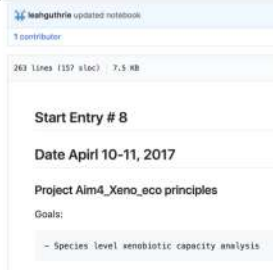 leahguthrie updated notebook
1 contributor
263 lines (157 sloc) 7.5 KB
Start Entry # 8
Date Apirl 10-11, 2017
Project Aim4_Xeno_eco principles
Goals:
– Species level xenobiotic capacity analysis